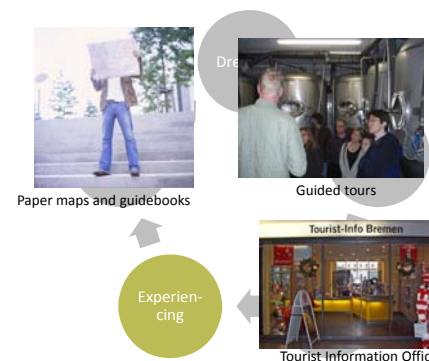 Dre
Paper maps and guidebooks
Guided tours
Tourist-Info Bremen
Experien-
cing
Tourist Information Offic